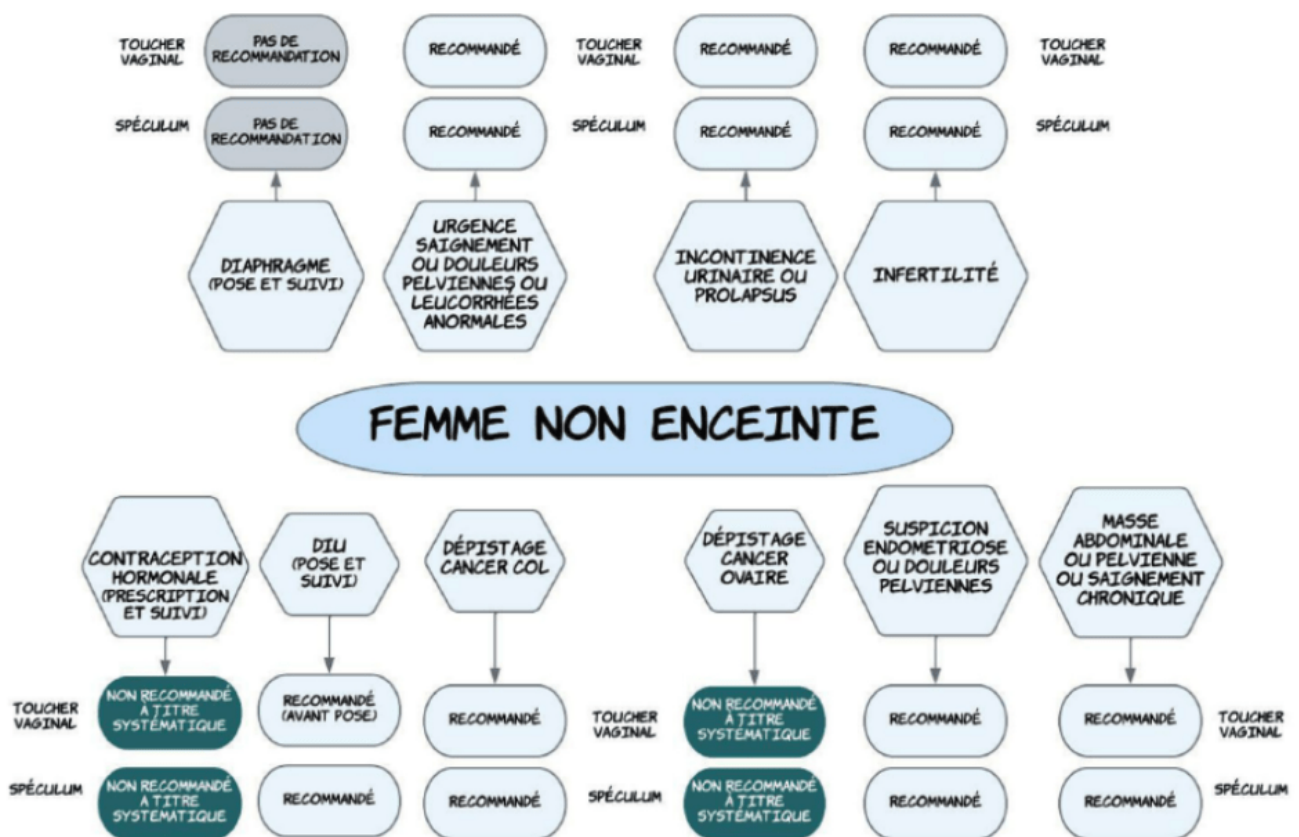 TOUCHER
VAGINAL
PAS DE
RECOMMANDATION
RECOMMANDÉ
TOUCHER
VAGINAL
RECOMMANDÉ
RECOMMANDÉ
TOUCHER
VAGINAL
SPÉCULUM
PAS DE
RECOMMANDATION
RECOMMANDÉ
SPÉCULUM
RECOMMANDÉ
RECOMMANDÉ
SPÉCULUM
DIAPHRAGME
(POSE ET SUIVI)
URGENCE
SAIGNEMENT
OU DOULEURS
PELVIENNES OU
LEUCORRHÉES
ANORMALES
INCONTINENCE
URINAIRE OU
PROLAPSUS
INFERTILITÉ
FEMME NON ENCEINTE
CONTRACEPTION
HORMONALE
(PRESCRIPTION
ET SUIVI)
DIU
(POSE ET
SUIVI)
DÉPISTAGE
CANCER COL
DÉPISTAGE
CANCER
OVAIRE
SUSPICION
ENDOMETRIOSE
OU DOULEURS
PELVIENNES
MASSE
ABDOMINALE
OU PELVIENNE
OU SAIGNEMENT
CHRONIQUE
TOUCHER
VAGINAL
NON RECOMMANDÉ
À TITRE
SYSTÉMATIQUE
RECOMMANDÉ
(AVANT POSE)
RECOMMANDÉ
TOUCHER
VAGINAL
NON RECOMMANDÉ
À TITRE
SYSTÉMATIQUE
RECOMMANDÉ
RECOMMANDÉ
TOUCHER
VAGINAL
SPÉCULUM
NON RECOMMANDÉ
À TITRE
SYSTÉMATIQUE
RECOMMANDÉ
RECOMMANDÉ
SPÉCULUM
NON RECOMMANDÉ
À TITRE
SYSTÉMATIQUE
RECOMMANDÉ
RECOMMANDÉ
SPÉCULUM